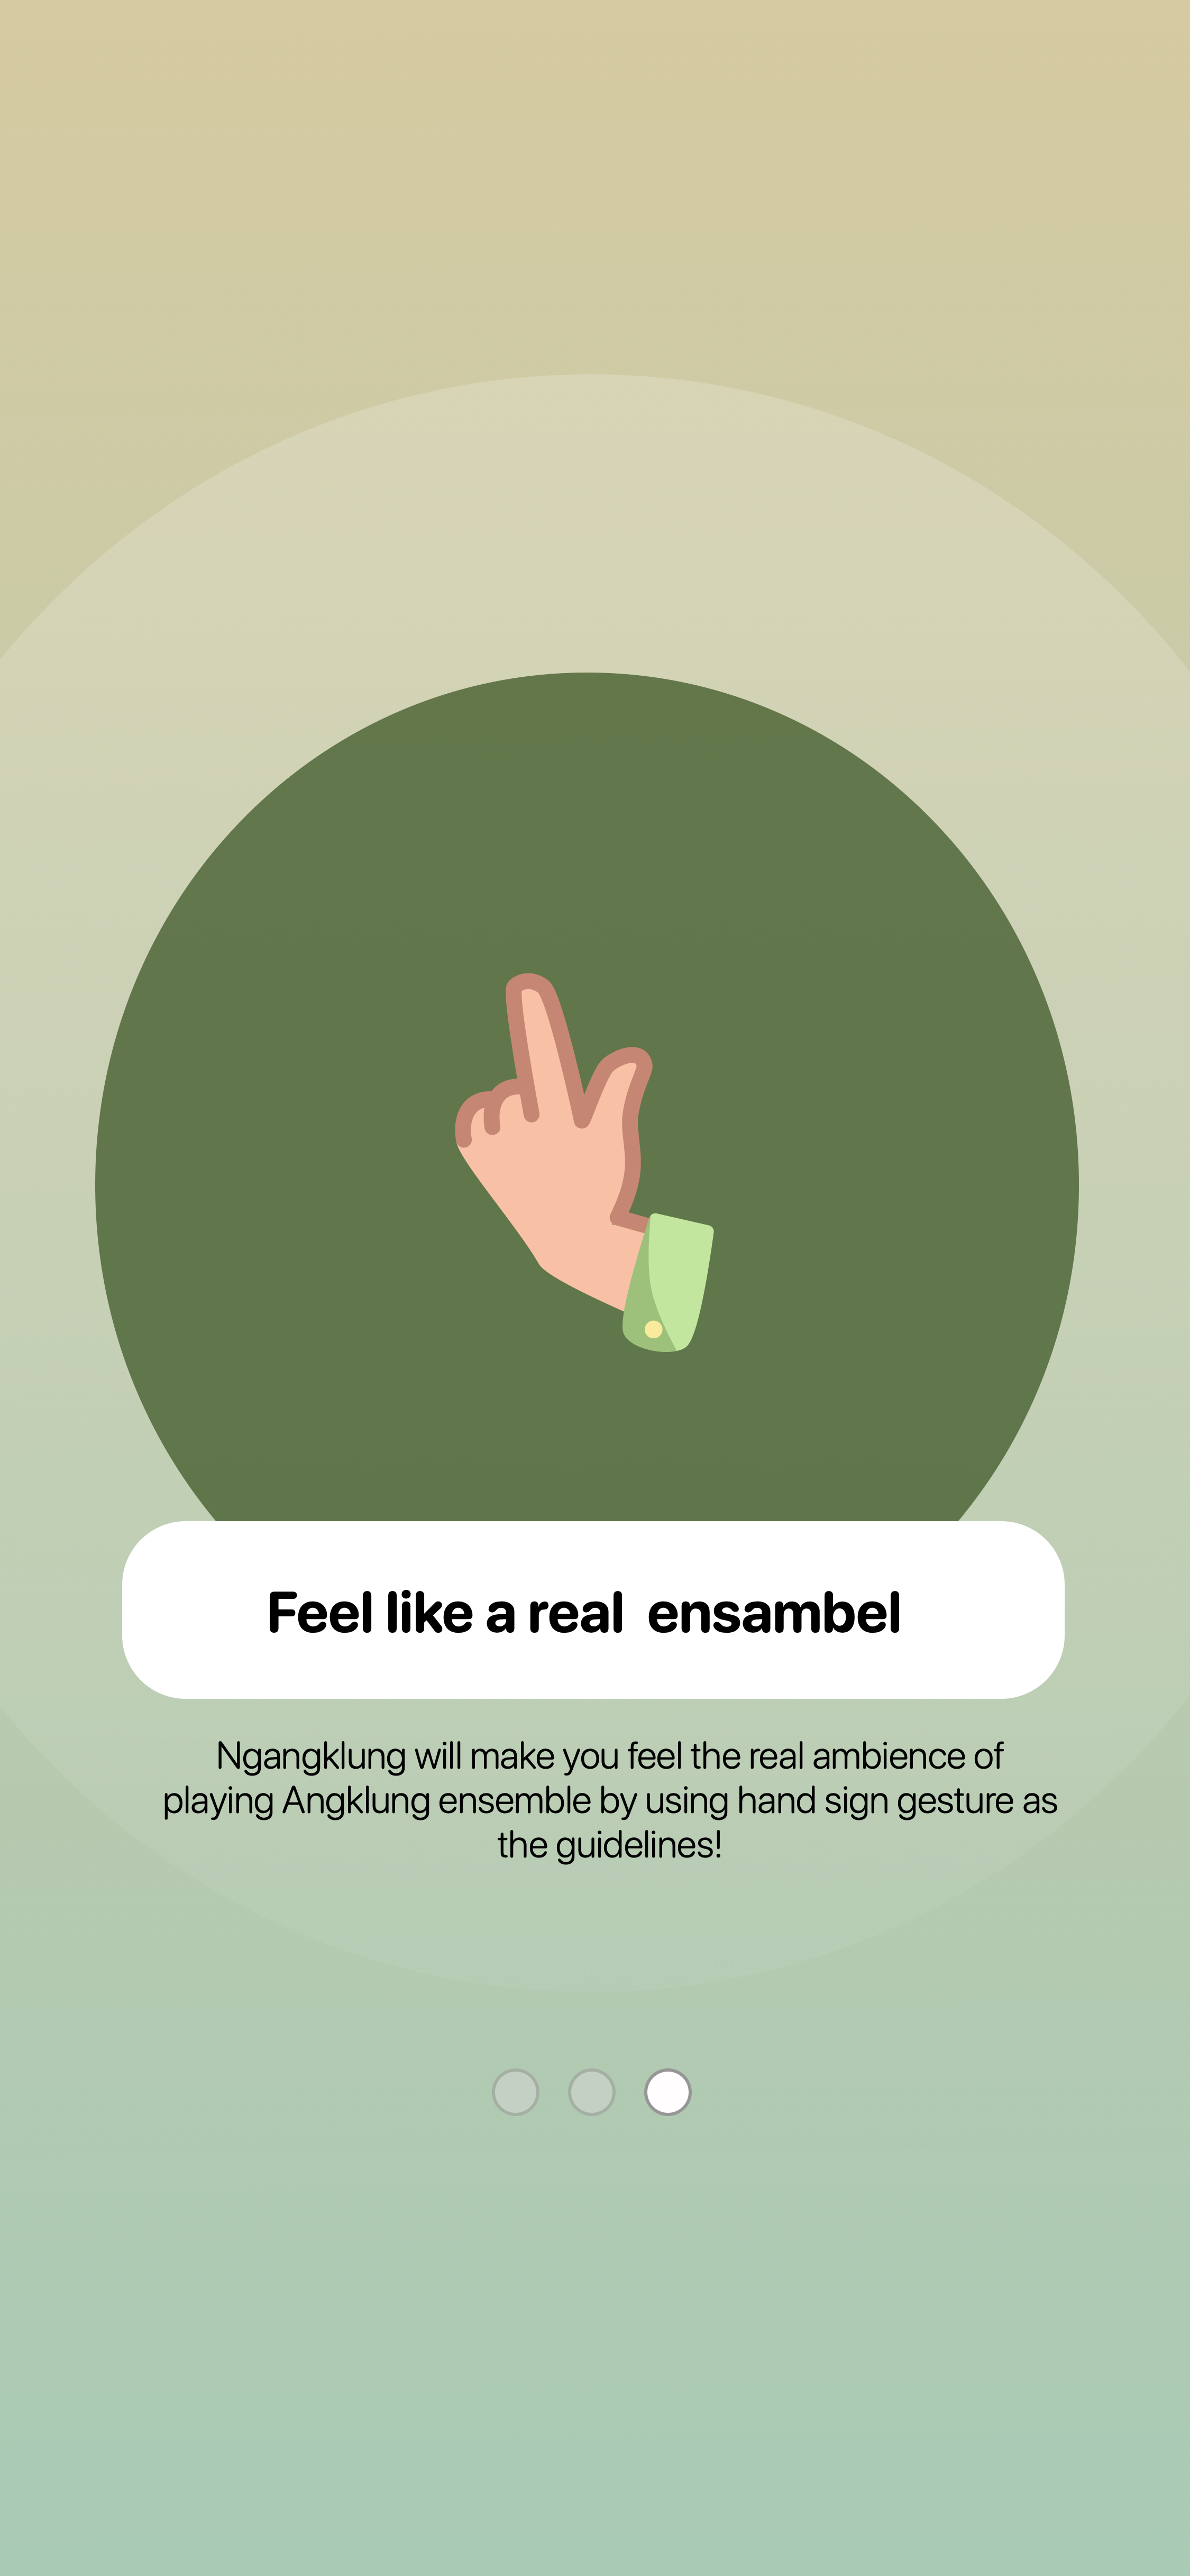 Feel like a real  ensambel
Ngangklung will make you feel the real ambience of
playing Angklung ensemble by using hand sign gesture as
the guidelines!